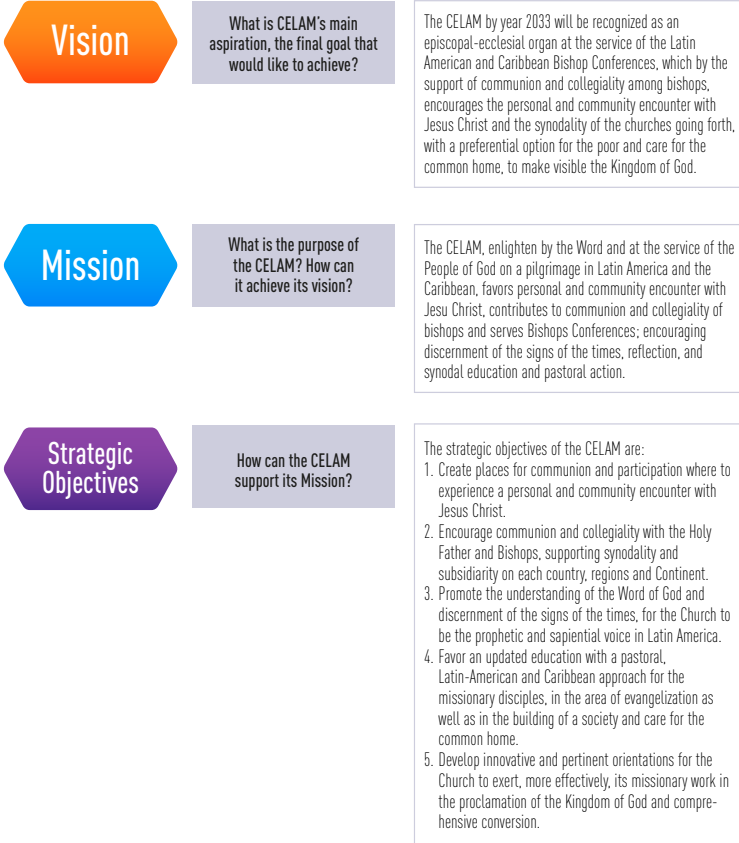 Vision
What is CELAM's main
aspiration, the final goal that
would like to achieve?
The CELAM by year 2033 will be recognized as an
episcopal-ecclesial organ at the service of the Latin
American and Caribbean Bishop Conferences, which by the
support of communion and collegiality among bishops,
encourages the personal and community encounter with
Jesus Christ and the synodality of the churches going forth,
with a preferential option for the poor and care for the
common home, to make visible the Kingdom of God.
Mission
What is the purpose of
the CELAM? How can
it achieve its vision?
The CELAM, enlighten by the Word and at the service of the
People of God on a pilgrimage in Latin America and the
Caribbean, favors personal and community encounter with
Jesu Christ, contributes to communion and collegiality of
bishops and serves Bishops Conferences; encouraging
discernment of the signs of the times, reflection, and
synodal education and pastoral action.
Strategic
Objectives
How can the CELAM
support its Mission?
The strategic objectives of the CELAM are:
1. Create places for communion and participation where to
experience a personal and community encounter with
Jesus Christ.
2. Encourage communion and collegiality with the Holy
Father and Bishops, supporting synodality and
subsidiarity on each country, regions and Continent.
3. Promote the understanding of the Word of God and
discernment of the signs of the times, for the Church to
be the prophetic and sapiential voice in Latin America.
4. Favor an updated education with a pastoral,
Latin-American and Caribbean approach for the
missionary disciples, in the area of evangelization as
well as in the building of a society and care for the
common home.
5. Develop innovative and pertinent orientations for the
Church to exert, more effectively, its missionary work in
the proclamation of the Kingdom of God and compre-
hensive conversion.